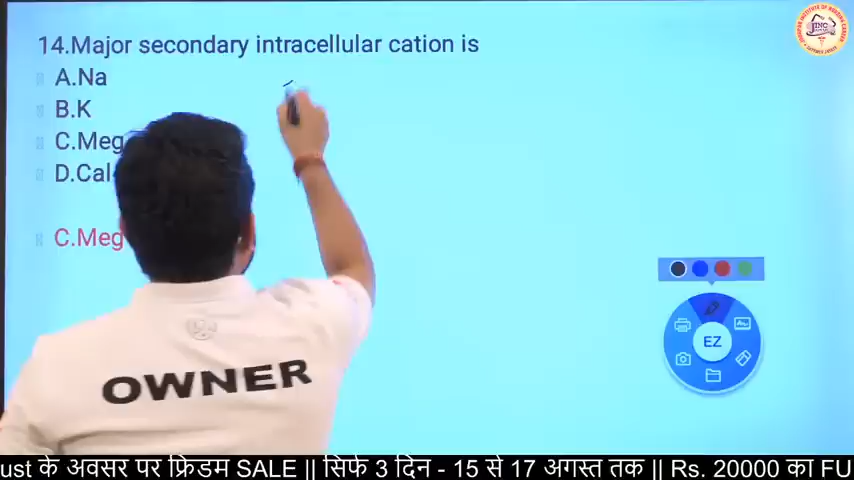 14.Major secondary intracellular cation is
A.Na
B.K
C.Meg
D.Cal
C.Meg
EZ
OWNER
JINC
ust के अवसर पर फ्रिडम SALE || सिर्फ 3 दिन - 15 से 17 अगस्त तक || Rs. 20000 का FU